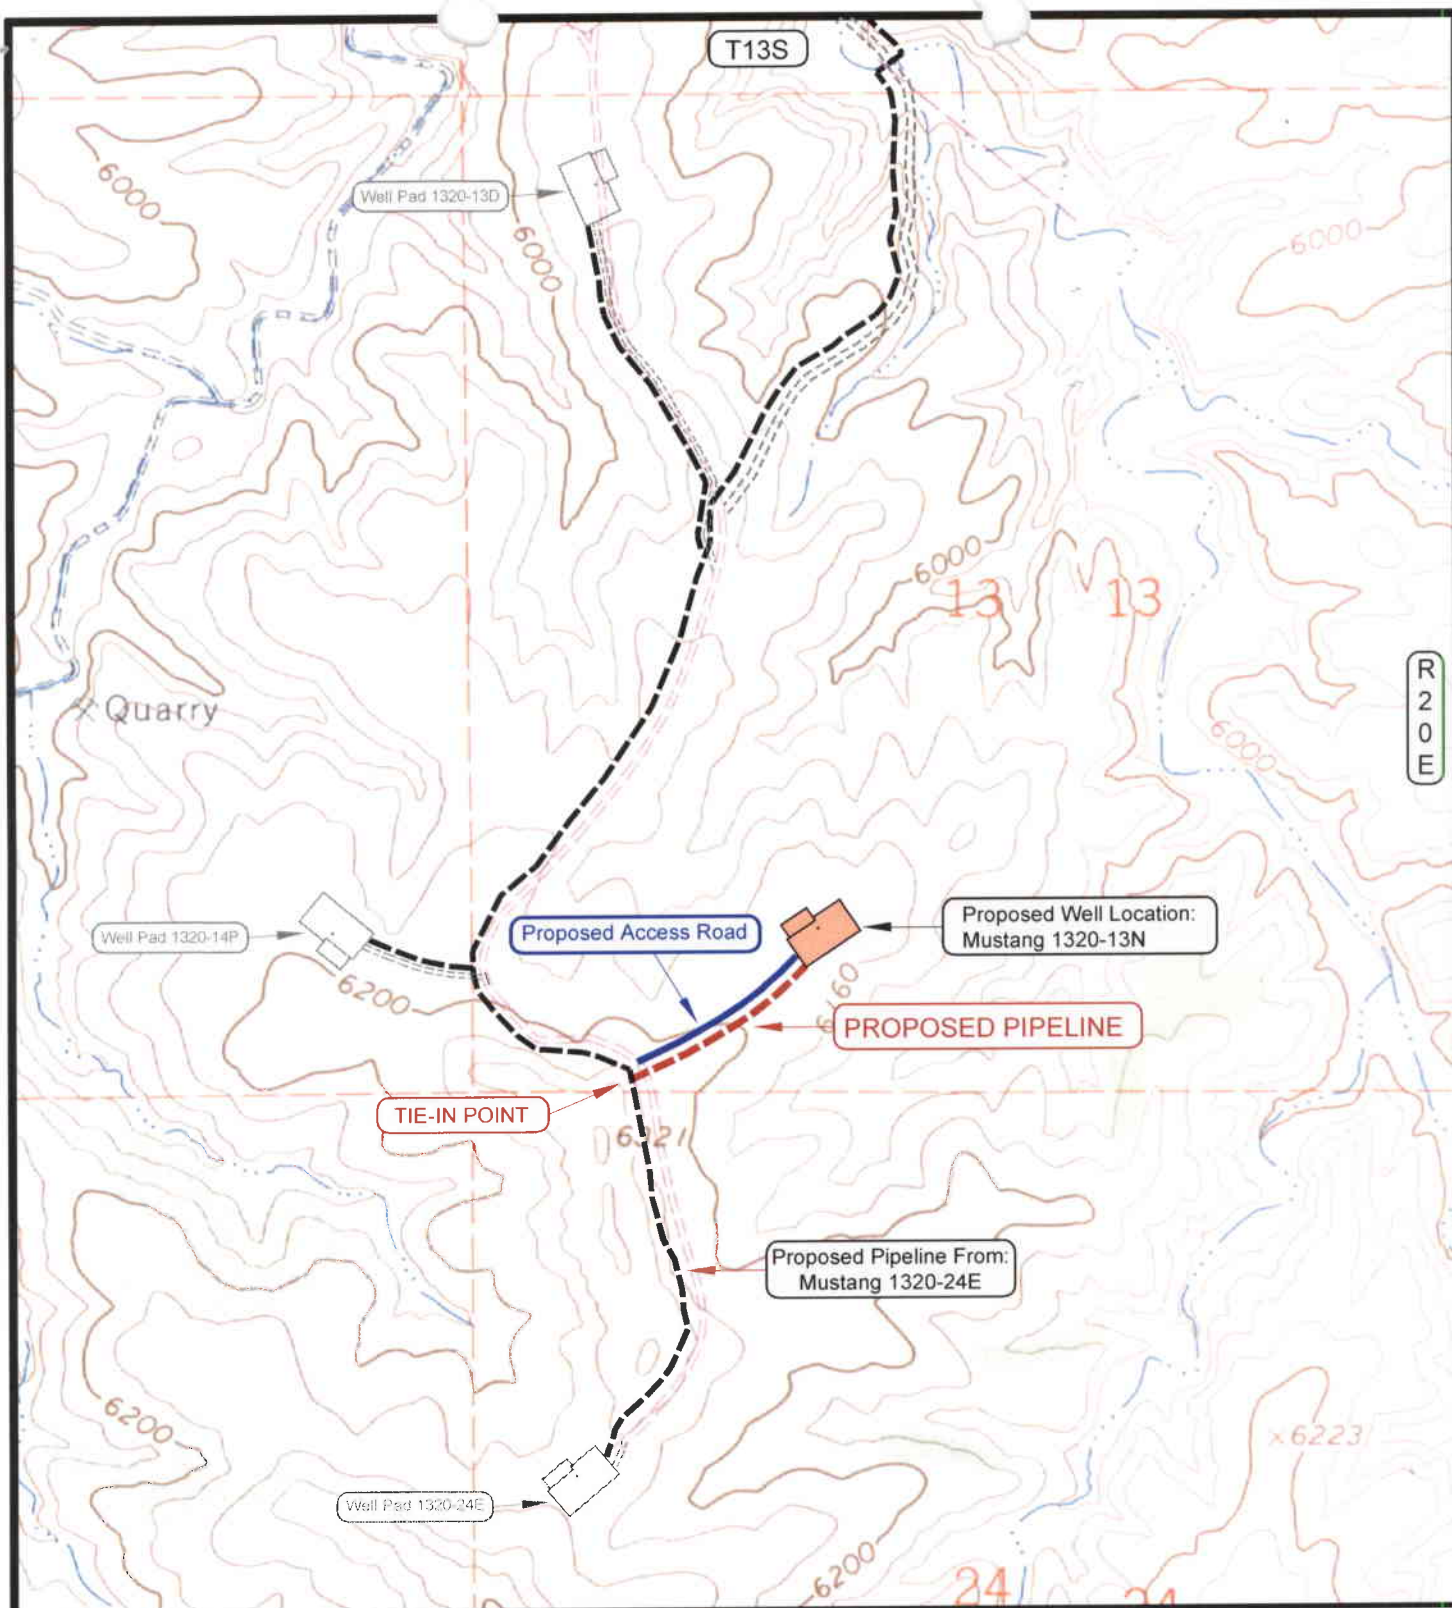 T13S
6000
Well Pad 1320-13D
6000
6000
6000
13
13
R
2
0
E
Quarry
6000
Well Pad 1320-14P
Proposed Access Road
Proposed Well Location:
Mustang 1320-13N
6200
PROPOSED PIPELINE
TIE-IN POINT
Proposed Pipeline From:
Mustang 1320-24E
6200
×6223
Well Pad 1320-24E
6200
24
24